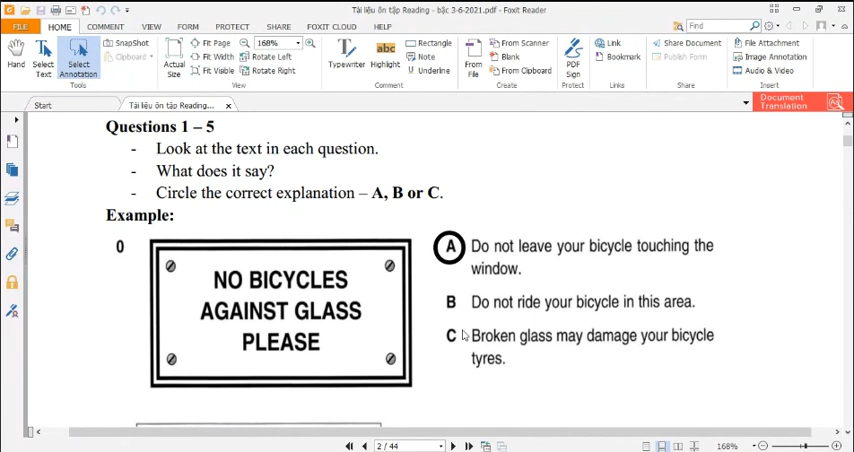 Tài liệu ôn tập Reading - bậc 3-6-2021.pdf - Foxit Reader
FILE HOME COMMENT VIEW FORM PROTECT SHARE FOXIT CLOUD HELP
Find
Hand
Select Text
Select Annotation
SnapShot
Clipboard
Tools
Actual Size
Fit Page
Fit Width
Fit Visible
168%
Rotate Left
Rotate Right
View
Typewriter
Highlight
Rectangle
Note
Underline
Comment
From File
From Scanner
Blank
From Clipboard
Create
PDF Sign
Protect
Link
Bookmark
Links
Share Document
Publish Form
Share
File Attachment
Image Annotation
Audio & Video
Insert
Start
Tài liệu ôn tập Reading...
Document Translation
Questions 1 – 5
- Look at the text in each question.
- What does it say?
- Circle the correct explanation – A, B or C.
Example:
0
NO BICYCLES
AGAINST GLASS
PLEASE
A Do not leave your bicycle touching the
window.
B Do not ride your bicycle in this area.
C Broken glass may damage your bicycle
tyres.
2 / 44
168%